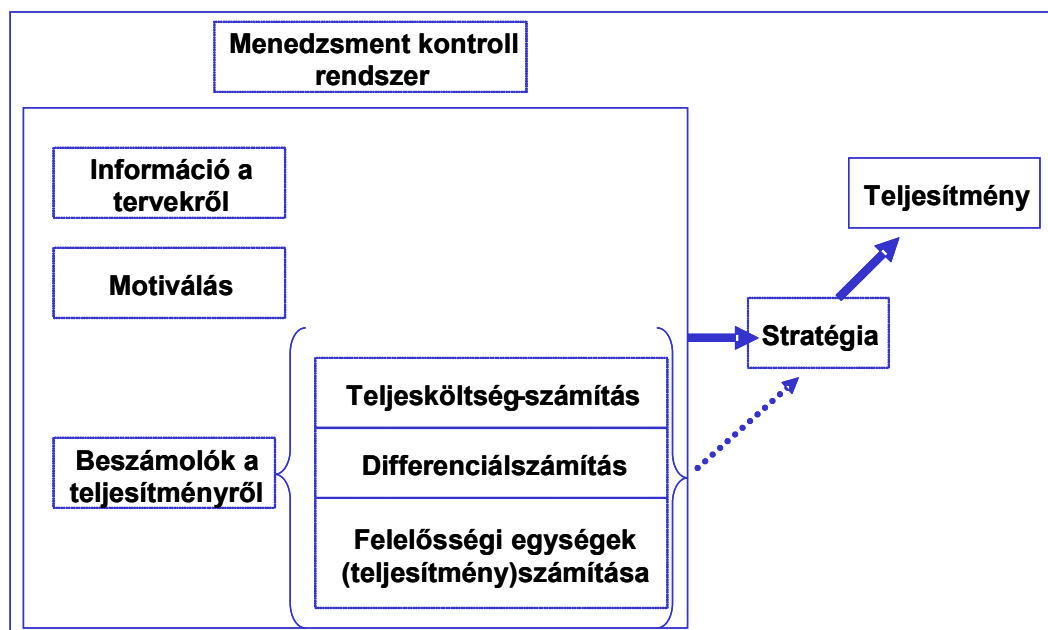 Menedzsment kontroll
rendszer
Információ a
tervekről
Motiválás
Beszámolók a
teljesítményről
Teljesköltség-számítás
Differenciálszámítás
Felelősségi egységek
(teljesítmény)számítása
Stratégia
Teljesítmény